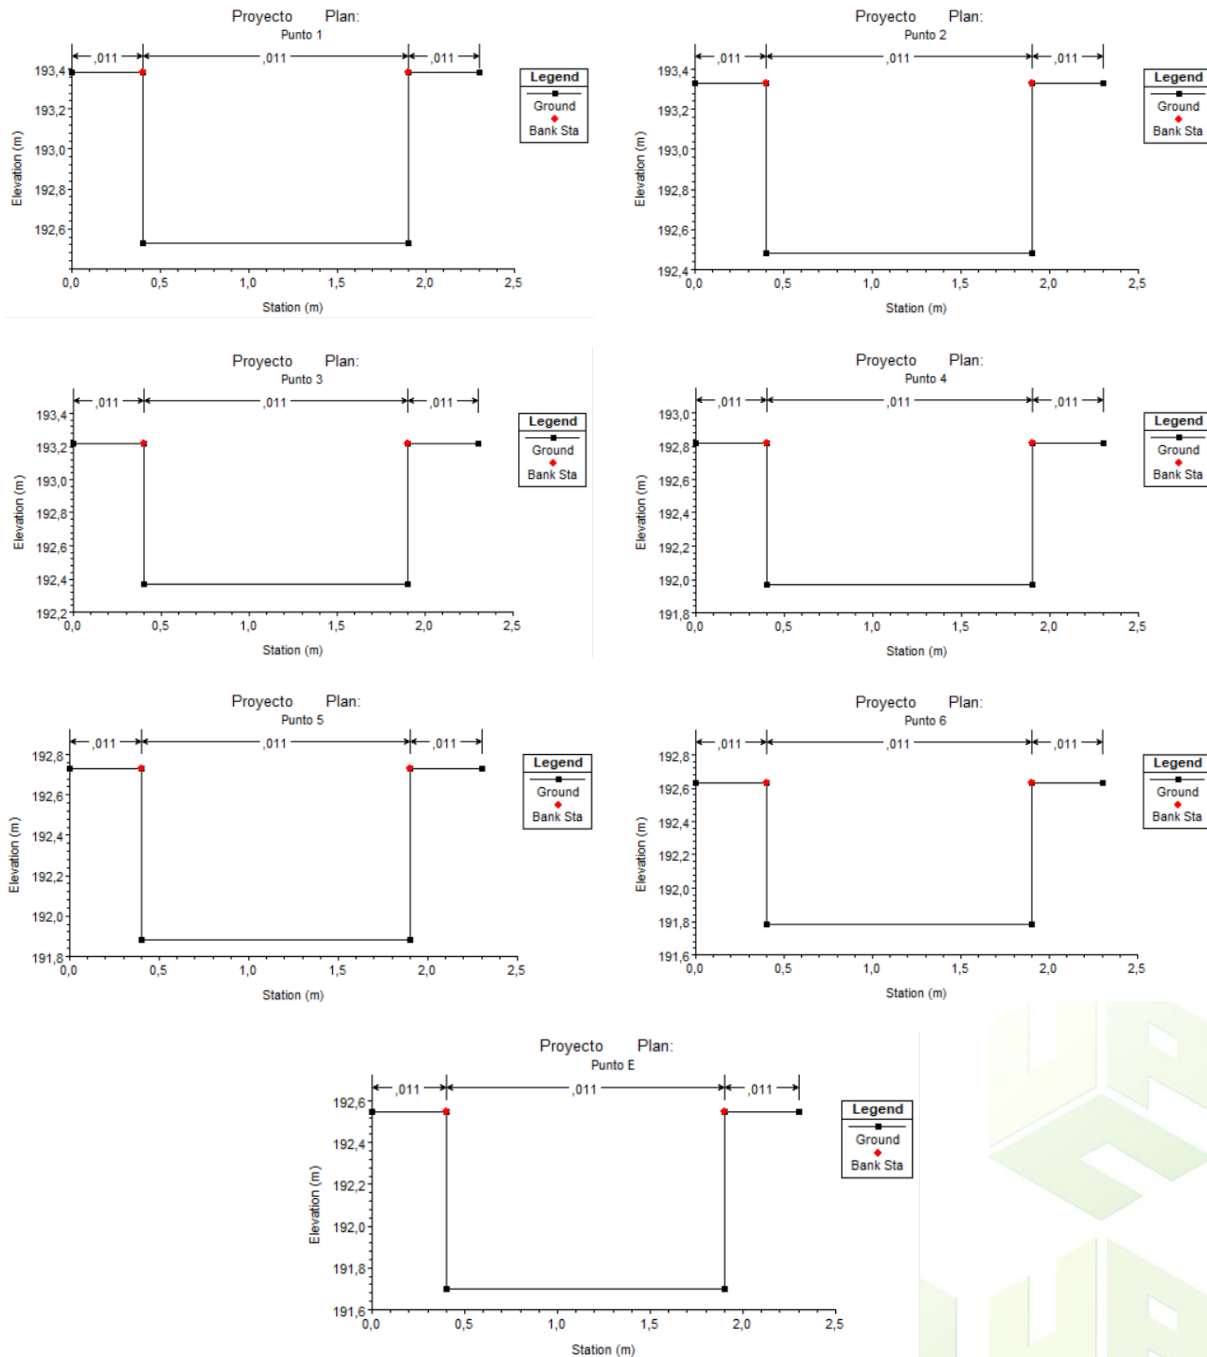 Proyecto Plan:
Punto 1
,011 ,011 ,011
193,4
193,2
193,0
192,8
192,6
Elevation (m)
0,0 0,5 1,0 1,5 2,0 2,5
Station (m)
Legend
Ground
Bank Sta
Proyecto Plan:
Punto 2
,011 ,011 ,011
193,4
193,2
193,0
192,8
192,6
192,4
Elevation (m)
0,0 0,5 1,0 1,5 2,0 2,5
Station (m)
Legend
Ground
Bank Sta
Proyecto Plan:
Punto 3
,011 ,011 ,011
193,4
193,2
193,0
192,8
192,6
192,4
192,2
Elevation (m)
0,0 0,5 1,0 1,5 2,0 2,5
Station (m)
Legend
Ground
Bank Sta
Proyecto Plan:
Punto 4
,011 ,011 ,011
193,0
192,8
192,6
192,4
192,2
192,0
191,8
Elevation (m)
0,0 0,5 1,0 1,5 2,0 2,5
Station (m)
Legend
Ground
Bank Sta
Proyecto Plan:
Punto 5
,011 ,011 ,011
192,8
192,6
192,4
192,2
192,0
191,8
Elevation (m)
0,0 0,5 1,0 1,5 2,0 2,5
Station (m)
Legend
Ground
Bank Sta
Proyecto Plan:
Punto 6
,011 ,011 ,011
192,8
192,6
192,4
192,2
192,0
191,8
191,6
Elevation (m)
0,0 0,5 1,0 1,5 2,0 2,5
Station (m)
Legend
Ground
Bank Sta
Proyecto Plan:
Punto E
,011 ,011 ,011
192,6
192,4
192,2
192,0
191,8
191,6
Elevation (m)
0,0 0,5 1,0 1,5 2,0 2,5
Station (m)
Legend
Ground
Bank Sta